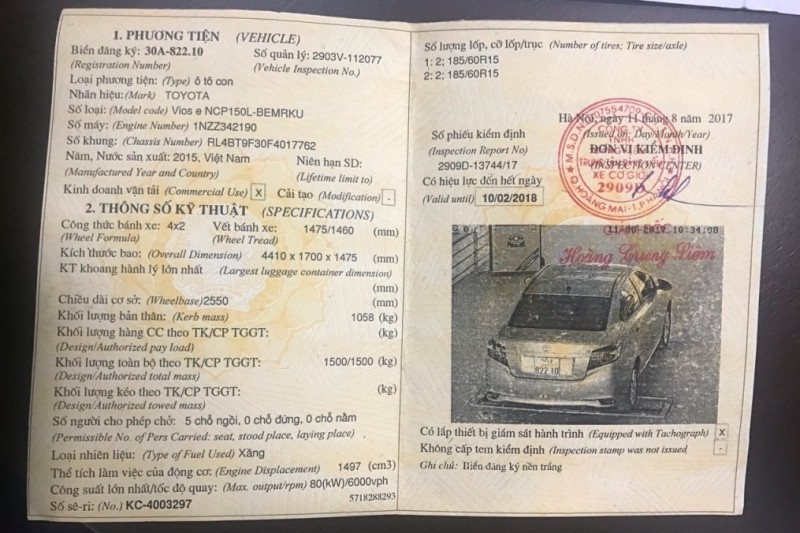 1. PHƯƠNG TIỆN (VEHICLE)
Biển đăng ký: 30A-822.10 Số quản lý: 2903V-112077
(Registration Number) (Vehicle Inspection No.)
Loại phương tiện: (Type) ô tô con
Nhãn hiệu: (Mark) TOYOTA
Số loại: (Model code) Vios e NCP150L-BEMRKU
Số máy: (Engine Number) 1NZZ342190
Số khung: (Chassis Number) RL4BT9F30F4017762
Năm, Nước sản xuất: 2015, Việt Nam Niên hạn SD:
(Manufactured Year and Country) (Lifetime limit to)
Kinh doanh vận tải (Commercial Use) X Cải tạo (Modification) -
2. THÔNG SỐ KỸ THUẬT (SPECIFICATIONS)
Công thức bánh xe: 4x2 Vết bánh xe: 1475/1460 (mm)
(Wheel Formula) (Wheel Tread)
Kích thước bao: (Overall Dimension) 4410 x 1700 x 1475 (mm)
KT khoang hành lý lớn nhất (Largest luggage container dimension)
(mm)
Chiều dài cơ sở: (Wheelbase)2550 (mm)
Khối lượng bản thân: (Kerb mass) 1058 (kg)
Khối lượng hàng CC theo TK/CP TGGT: (kg)
(Design/Authorized pay load)
Khối lượng toàn bộ theo TK/CP TGGT: 1500/1500 (kg)
(Design/Authorized total mass)
Khối lượng kéo theo TK/CP TGGT: (kg)
(Design/Authorized towed mass)
Số người cho phép chở: 5 chỗ ngồi, 0 chỗ đứng, 0 chỗ nằm
(Permissible No. of Pers Carried: seat, stood place, laying place)
Loại nhiên liệu: (Type of Fuel Used) Xăng
Thể tích làm việc của động cơ: (Engine Displacement) 1497 (cm3)
Công suất lớn nhất/tốc độ quay: (Max. output/rpm) 80(kW)/6000vph
Số sê-ri: (No.) KC-4003297 5718288293
Số lượng lốp, cỡ lốp/trục (Number of tires; Tire size/axle)
1: 2; 185/60R15
2: 2; 185/60R15
Hà Nội, ngày 11 tháng 8 năm 2017
(Issued on: Day/Month/Year)
Số phiếu kiểm định ĐƠN VỊ KIỂM ĐỊNH
(Inspection Report No) (INSPECTION CENTER)
2909D-13744/17
XE CƠ GIỚI
2909D
Q. HOÀNG MAI-T.P HÀ NỘI
Có hiệu lực đến hết ngày
(Valid until) 10/02/2018
11-08-2017 10:34:08
Hoàng Trung Liêm
822.10
Có lắp thiết bị giám sát hành trình (Equipped with Tachograph) X
Không cấp tem kiểm định (Inspection stamp was not issued -
Ghi chú: Biển đăng ký nền trắng